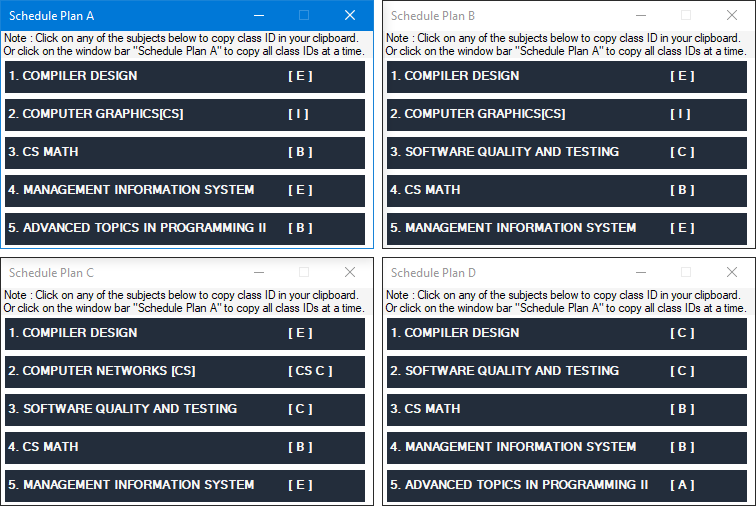 Schedule Plan A
Note : Click on any of the subjects below to copy class ID in your clipboard.
Or click on the window bar "Schedule Plan A" to copy all class IDs at a time.
1. COMPILER DESIGN [ E ]
2. COMPUTER GRAPHICS[CS] [ I ]
3. CS MATH [ B ]
4. MANAGEMENT INFORMATION SYSTEM [ E ]
5. ADVANCED TOPICS IN PROGRAMMING II [ B ]
Schedule Plan B
Note : Click on any of the subjects below to copy class ID in your clipboard.
Or click on the window bar "Schedule Plan A" to copy all class IDs at a time.
1. COMPILER DESIGN [ E ]
2. COMPUTER GRAPHICS[CS] [ I ]
3. SOFTWARE QUALITY AND TESTING [ C ]
4. CS MATH [ B ]
5. MANAGEMENT INFORMATION SYSTEM [ E ]
Schedule Plan C
Note : Click on any of the subjects below to copy class ID in your clipboard.
Or click on the window bar "Schedule Plan A" to copy all class IDs at a time.
1. COMPILER DESIGN [ E ]
2. COMPUTER NETWORKS [CS] [ CS C ]
3. SOFTWARE QUALITY AND TESTING [ C ]
4. CS MATH [ B ]
5. MANAGEMENT INFORMATION SYSTEM [ E ]
Schedule Plan D
Note : Click on any of the subjects below to copy class ID in your clipboard.
Or click on the window bar "Schedule Plan A" to copy all class IDs at a time.
1. COMPILER DESIGN [ C ]
2. SOFTWARE QUALITY AND TESTING [ C ]
3. CS MATH [ B ]
4. MANAGEMENT INFORMATION SYSTEM [ B ]
5. ADVANCED TOPICS IN PROGRAMMING II [ A ]